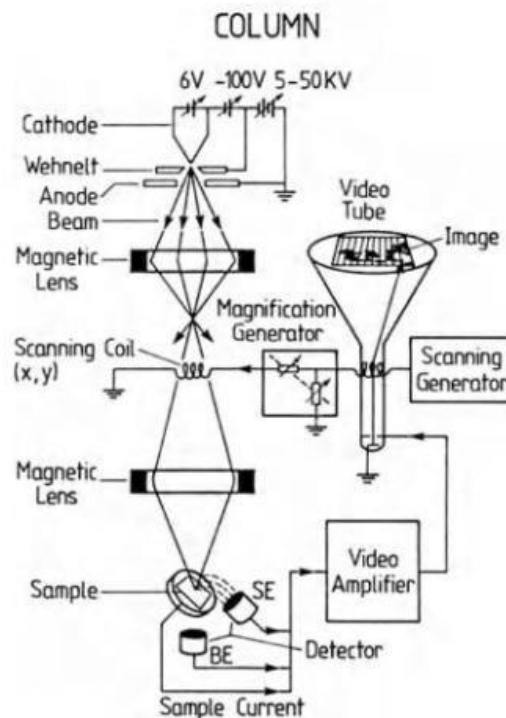 COLUMN
6V -100V 5-50KV
Cathode
Wehnelt
Anode
Beam
Magnetic
Lens
Video
Tube
Image
Magnification
Generator
Scanning Coil
(x,y)
Scanning
Generator
Magnetic
Lens
Sample
SE
BE
Detector
Video
Amplifier
Sample Current